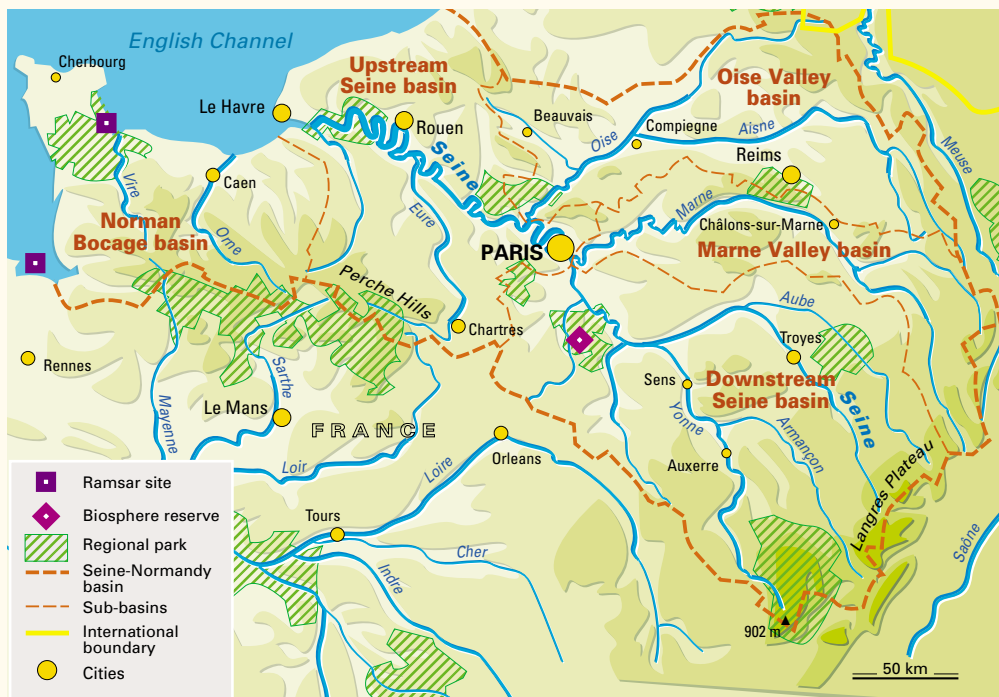 English Channel
Cherbourg
Le Havre
Upstream
Seine basin
Rouen
Beauvais
Oise Valley
basin
Compiegne
Oise
Aisne
Meuse
Reims
Seine
Vire
Caen
Orne
Norman
Bocage basin
Eure
Marne
Châlons-sur-Marne
Marne Valley basin
PARIS
Perche Hills
Chartres
Aube
Troyes
Rennes
Mayenne
Sarthe
Le Mans
FRANCE
Sens
Yonne
Downstream
Seine basin
Seine
Armançon
Auxerre
Langres Plateau
Loir
Loire
Orleans
Tours
Cher
Indre
Saône
902 m
50 km
Ramsar site
Biosphere reserve
Regional park
Seine-Normandy
basin
Sub-basins
International
boundary
Cities